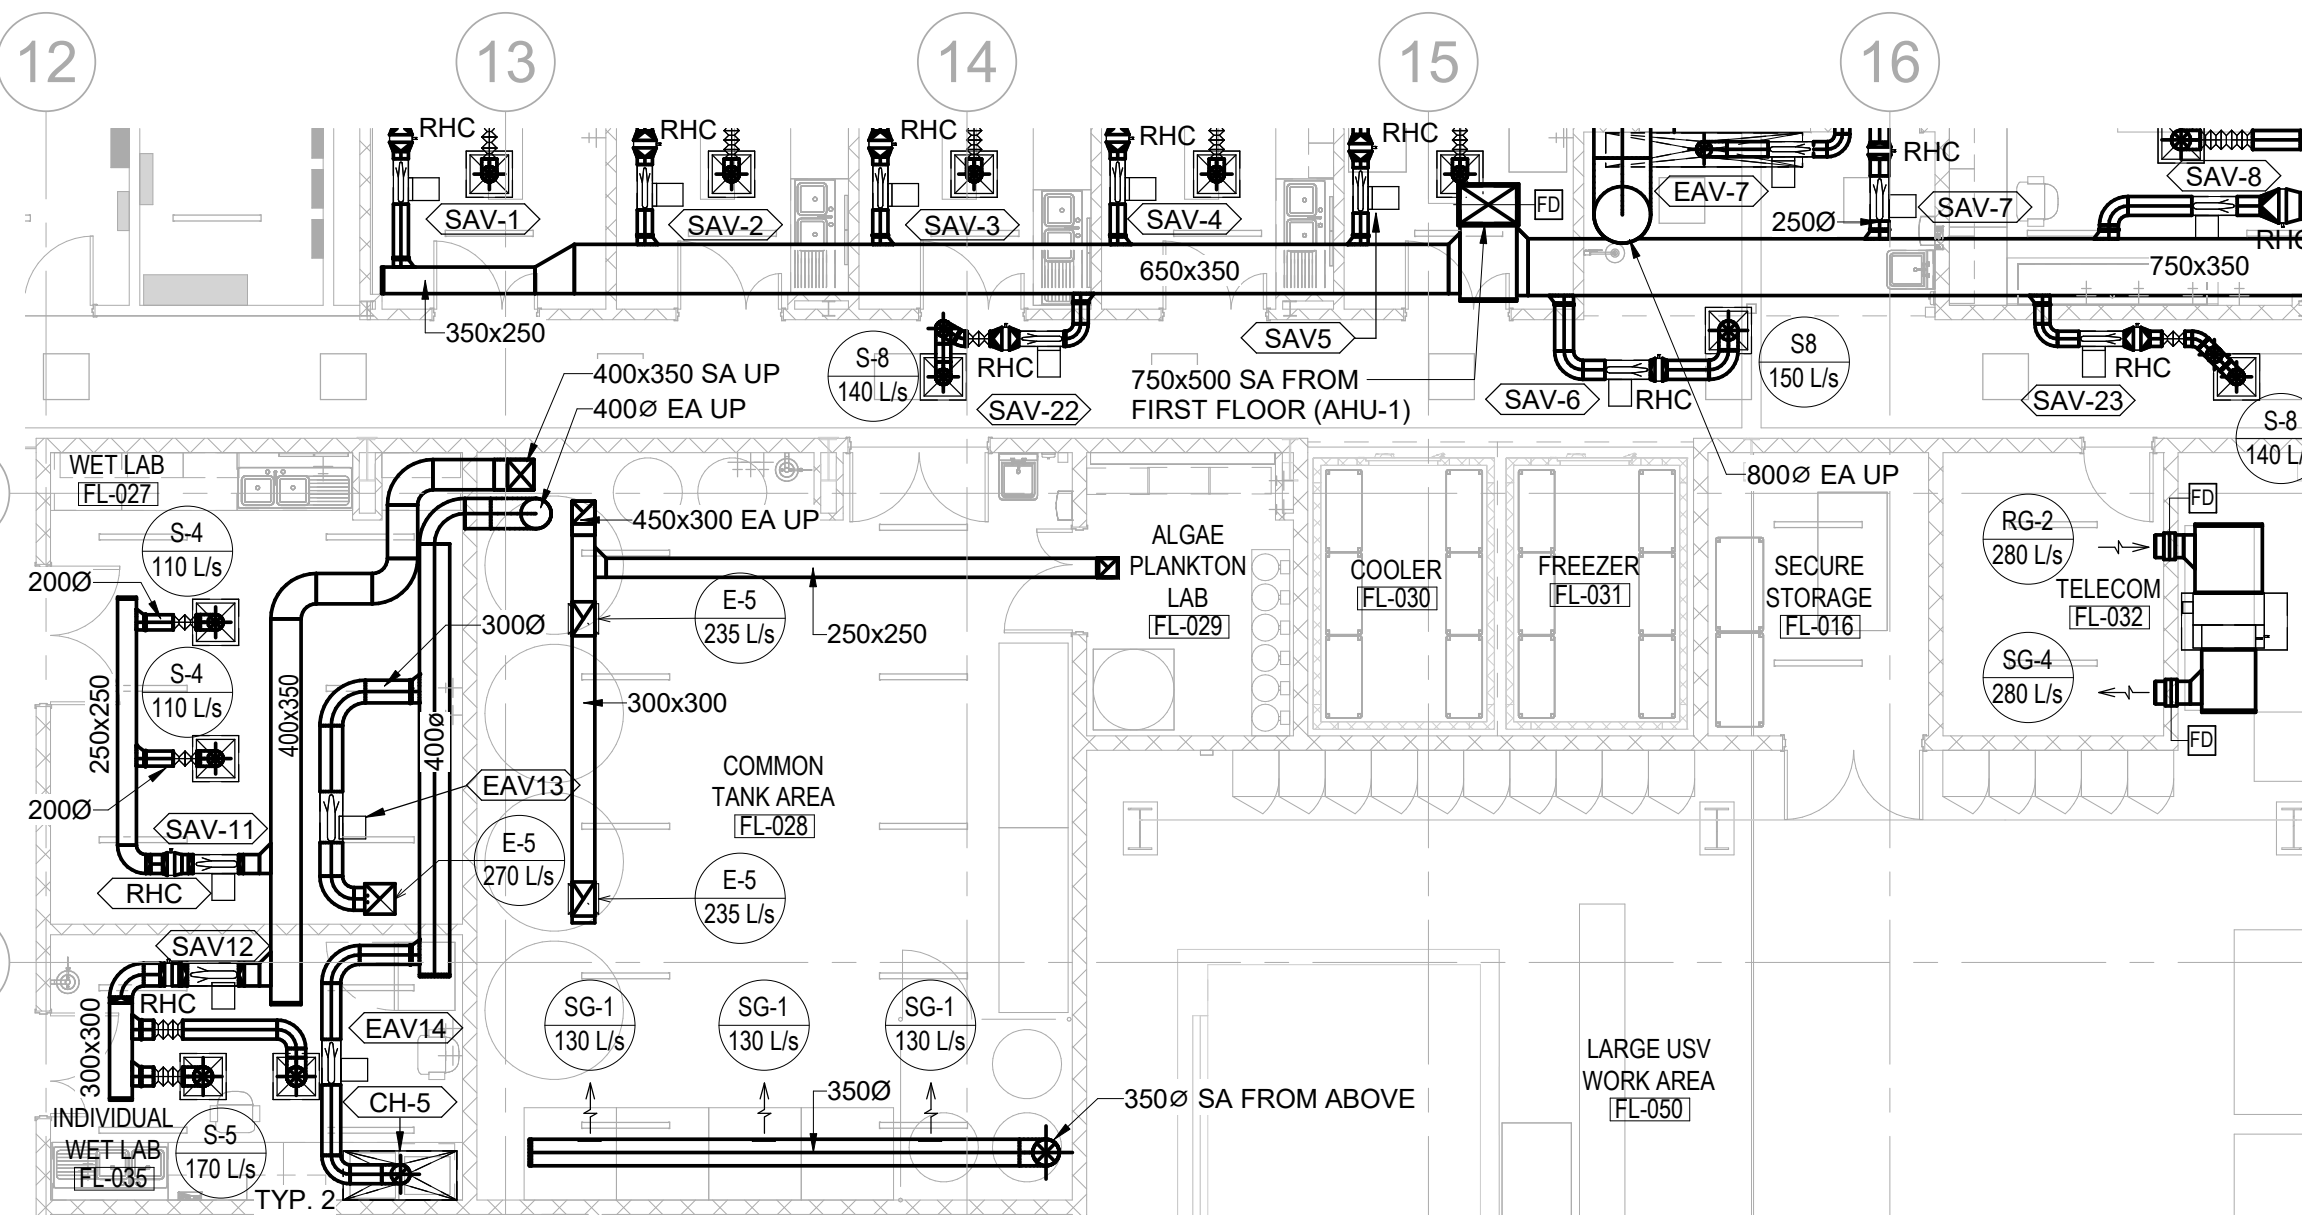 12
13
14
15
16
RHC
RHC
RHC
RHC
RHC
RHC
SAV-1
SAV-2
SAV-3
SAV-4
FD
EAV-7
SAV-7
SAV-8
250Ø
650x350
750x350
350x250
S-8
140 L/s
RHC
SAV-22
SAV5
750x500 SA FROM
FIRST FLOOR (AHU-1)
SAV-6
RHC
S8
150 L/s
RHC
SAV-23
S-8
400x350 SA UP
400Ø EA UP
800Ø EA UP
WET LAB
FL-027
S-4
110 L/s
200Ø
S-4
110 L/s
200Ø
250x250
400x350
400ø
300Ø
450x300 EA UP
E-5
235 L/s
250x250
300x300
ALGAE
PLANKTON
LAB
FL-029
COOLER
FL-030
FREEZER
FL-031
SECURE
STORAGE
FL-016
RG-2
280 L/s
TELECOM
FL-032
SG-4
280 L/s
FD
FD
COMMON
TANK AREA
FL-028
EAV13
E-5
270 L/s
E-5
235 L/s
SAV-11
RHC
SAV12
RHC
300x300
EAV14
CH-5
INDIVIDUAL
WET LAB
FL-035
S-5
170 L/s
TYP. 2
SG-1
130 L/s
SG-1
130 L/s
SG-1
130 L/s
350Ø
350Ø SA FROM ABOVE
LARGE USV
WORK AREA
FL-050